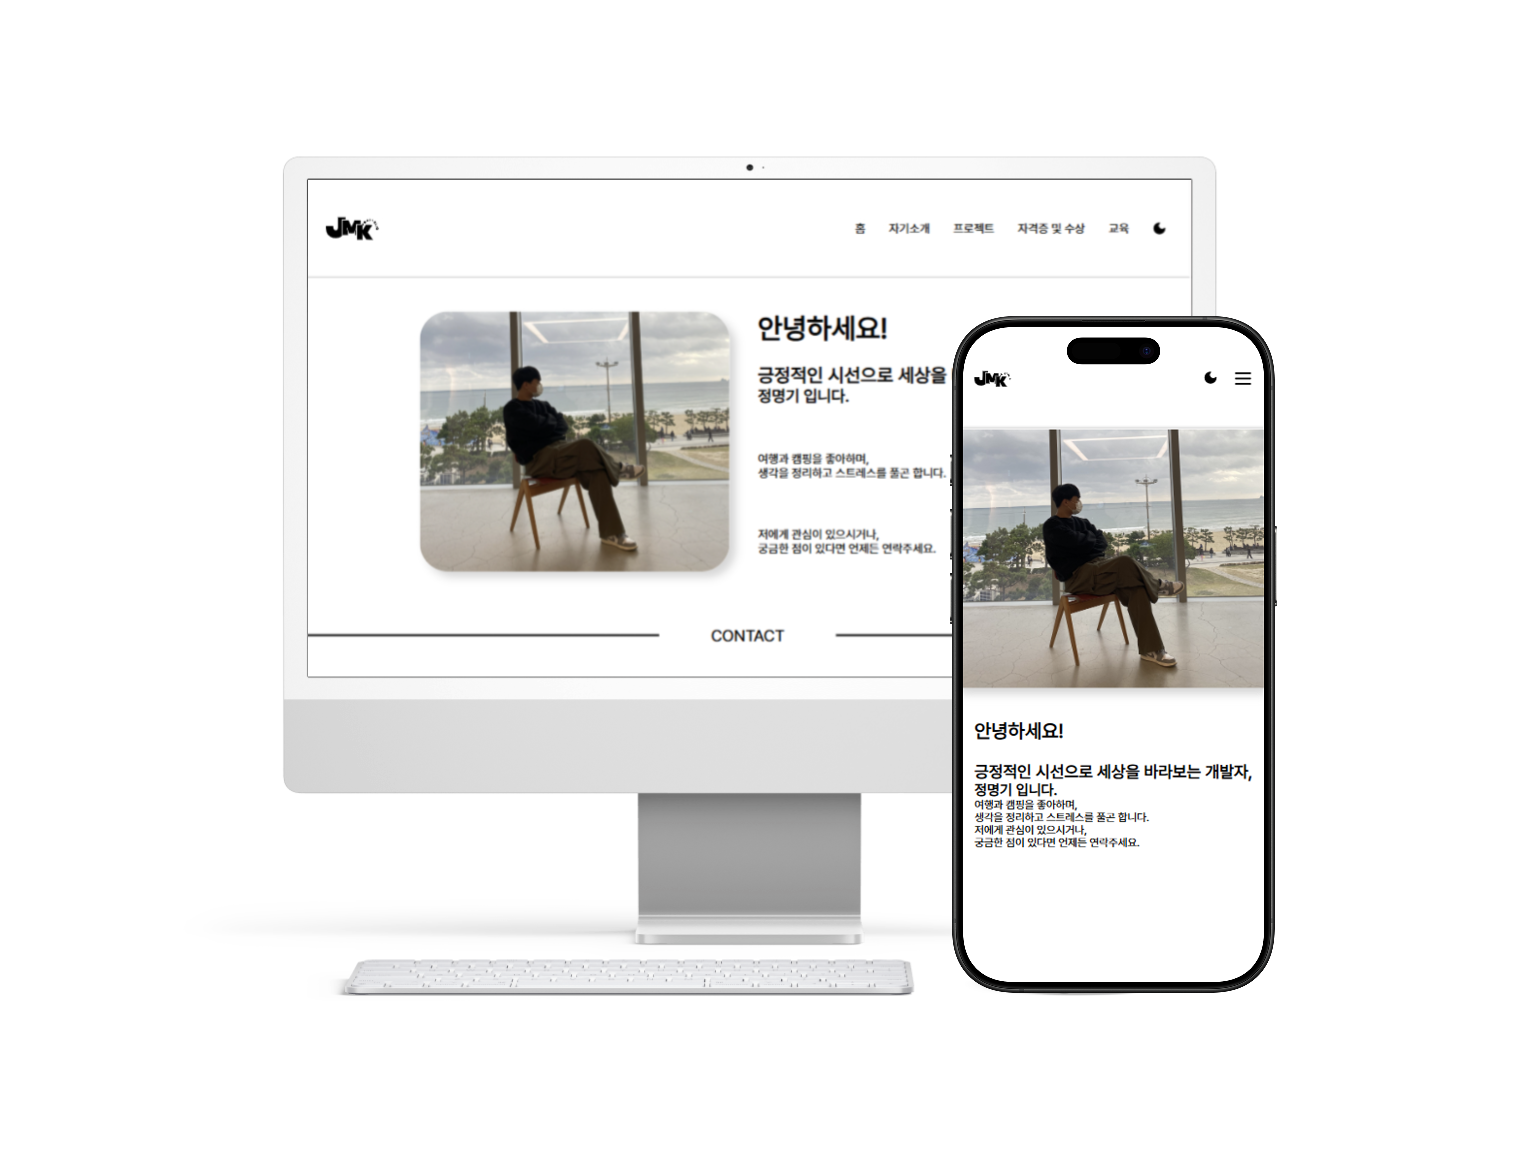 JMK
홈 자기소개 프로젝트 자격증 및 수상 교육
안녕하세요!
긍정적인 시선으로 세상을
정명기 입니다.
여행과 캠핑을 좋아하며,
생각을 정리하고 스트레스를 풀곤 합니다.
저에게 관심이 있으시거나,
궁금한 점이 있다면 언제든 연락주세요.
CONTACT
JMK
안녕하세요!
긍정적인 시선으로 세상을 바라보는 개발자,
정명기 입니다.
여행과 캠핑을 좋아하며,
생각을 정리하고 스트레스를 풀곤 합니다.
저에게 관심이 있으시거나,
궁금한 점이 있다면 언제든 연락주세요.